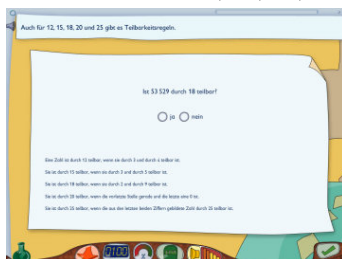 Auch für 12, 15, 18, 20 und 25 gibt es Teilbarkeitsregeln.
Ist 53 529 durch 18 teilbar?
ja nein
Eine Zahl ist durch 12 teilbar, wenn sie durch 3 und durch 4 teilbar ist.
Sie ist durch 15 teilbar, wenn sie durch 3 und durch 5 teilbar ist.
Sie ist durch 18 teilbar, wenn sie durch 2 und durch 9 teilbar ist.
Sie ist durch 20 teilbar, wenn die vorletzte Stelle gerade und die letzte eine 0 ist.
Sie ist durch 25 teilbar, wenn die aus den letzten beiden Ziffern gebildete Zahl durch 25 teilbar ist.